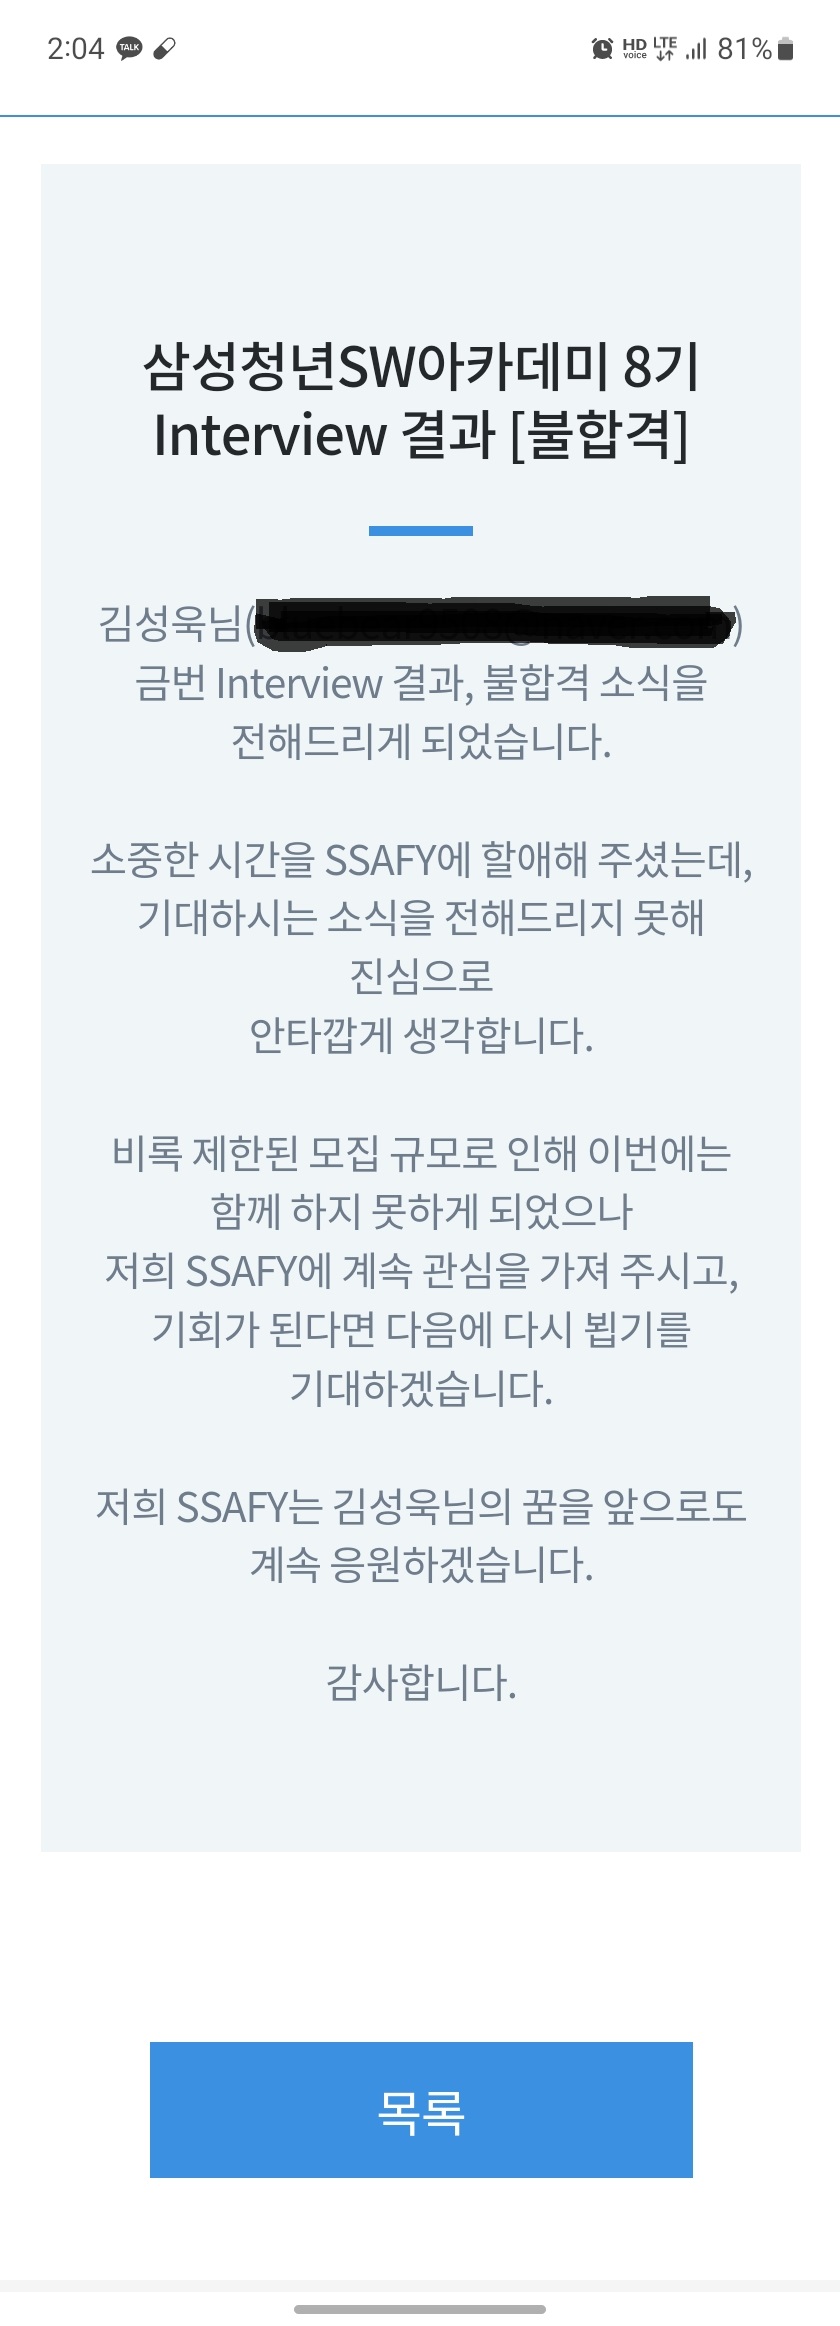 2:04
TALK
HD voice
LTE
81%
삼성청년SW아카데미 8기
Interview 결과 [불합격]
김성욱님( )
금번 Interview 결과, 불합격 소식을
전해드리게 되었습니다.
소중한 시간을 SSAFY에 할애해 주셨는데,
기대하시는 소식을 전해드리지 못해
진심으로
안타깝게 생각합니다.
비록 제한된 모집 규모로 인해 이번에는
함께 하지 못하게 되었으나
저희 SSAFY에 계속 관심을 가져 주시고,
기회가 된다면 다음에 다시 뵙기를
기대하겠습니다.
저희 SSAFY는 김성욱님의 꿈을 앞으로도
계속 응원하겠습니다.
감사합니다.
목록